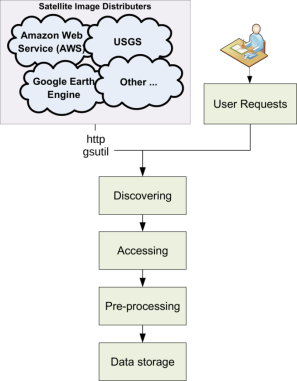 Satellite Image Distributers
Amazon Web
Service (AWS)
USGS
Google Earth
Engine
Other ...
User Requests
http
gsutil
Discovering
Accessing
Pre-processing
Data storage